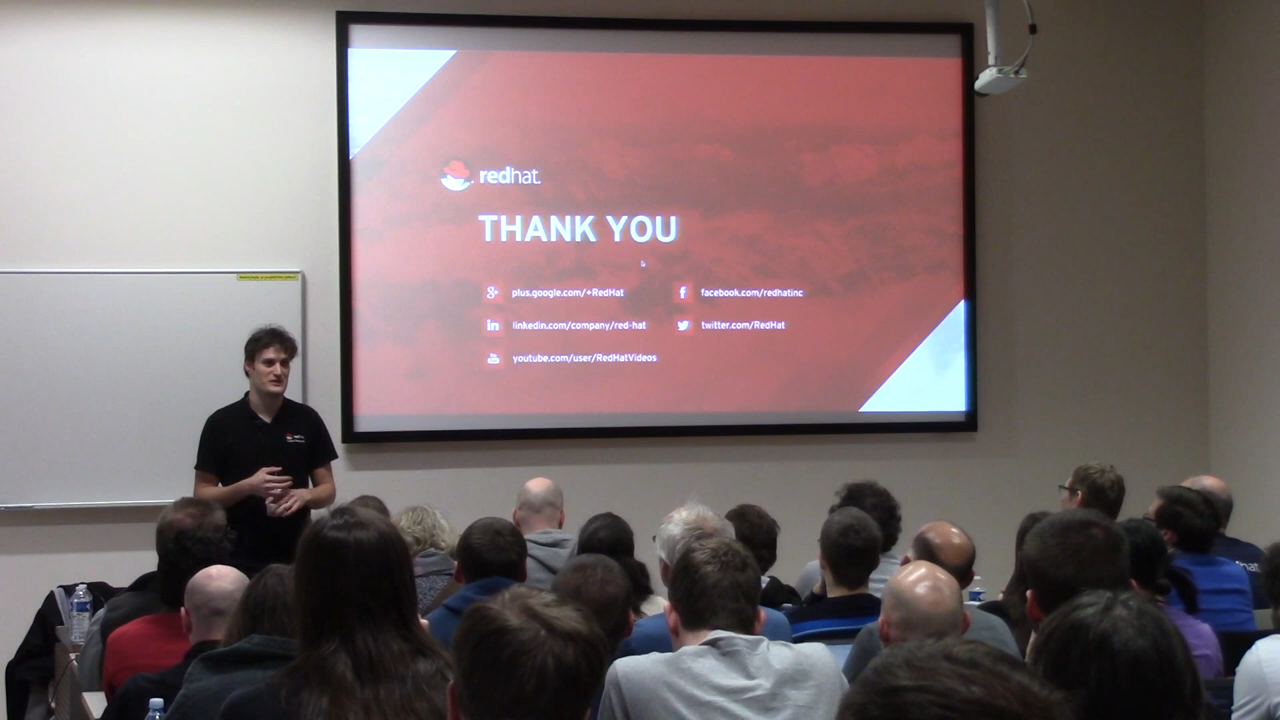 redhat.
THANK YOU
plus.google.com/+RedHat
facebook.com/redhatinc
linkedin.com/company/red-hat
twitter.com/RedHat
youtube.com/user/RedHatVideos